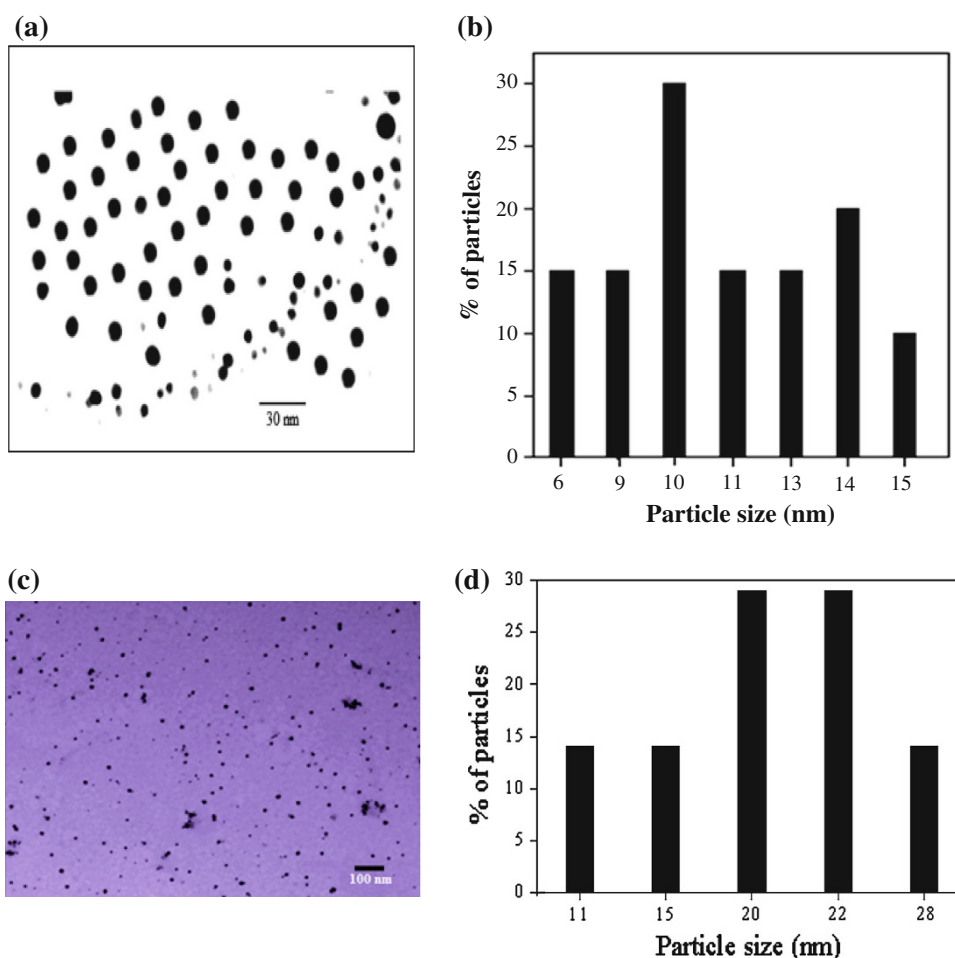 (a)
30 nm
(b)
% of particles
30
25
20
15
10
5
0
6 9 10 11 13 14 15
Particle size (nm)
(c)
100 nm
(d)
% of particles
30
25
20
15
10
5
0
11 15 20 22 28
Particle size (nm)